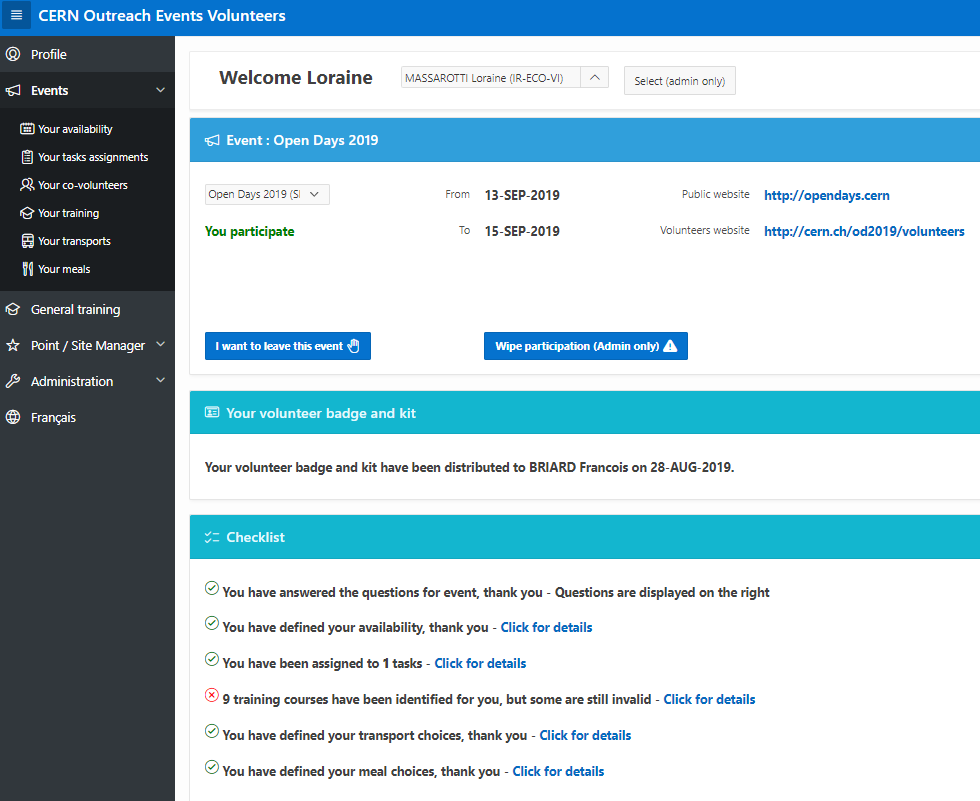 CERN Outreach Events Volunteers
Profile
Events
Your availability
Your tasks assignments
Your co-volunteers
Your training
Your transports
Your meals
General training
Point / Site Manager
Administration
Français
Welcome Loraine
MASSAROTTI Loraine (IR-ECO-VI)
Select (admin only)
Event : Open Days 2019
Open Days 2019 (S
From 13-SEP-2019
Public website http://opendays.cern
You participate
To 15-SEP-2019
Volunteers website http://cern.ch/od2019/volunteers
I want to leave this event
Wipe participation (Admin only)
Your volunteer badge and kit
Your volunteer badge and kit have been distributed to BRIARD Francois on 28-AUG-2019.
Checklist
You have answered the questions for event, thank you - Questions are displayed on the right
You have defined your availability, thank you - Click for details
You have been assigned to 1 tasks - Click for details
9 training courses have been identified for you, but some are still invalid - Click for details
You have defined your transport choices, thank you - Click for details
You have defined your meal choices, thank you - Click for details